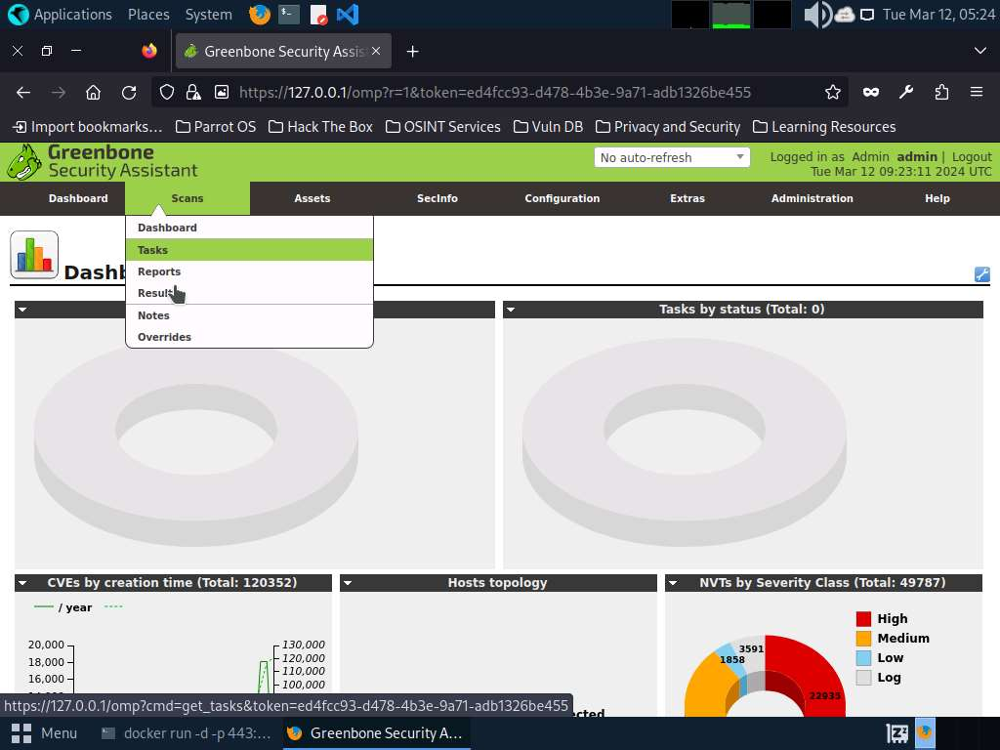 Applications Places System
Tue Mar 12, 05:24
Greenbone Security Assis
https://127.0.0.1/omp?r=1&token=ed4fcc93-d478-4b3e-9a71-adb1326be455
Import bookmarks... Parrot OS Hack The Box OSINT Services Vuln DB Privacy and Security Learning Resources
Greenbone
Security Assistant
No auto-refresh
Logged in as Admin admin | Logout
Tue Mar 12 09:23:11 2024 UTC
Dashboard Scans Assets SecInfo Configuration Extras Administration Help
Dashboard
Tasks
Reports
Results
Notes
Overrides
Dashb
Tasks by status (Total: 0)
CVEs by creation time (Total: 120352)
Hosts topology
NVTs by Severity Class (Total: 49787)
/ year
20,000
18,000
16,000
130,000
120,000
110,000
100,000
3591
1858
22935
High
Medium
Low
Log
https://127.0.0.1/omp?cmd=get_tasks&token=ed4fcc93-d478-4b3e-9a71-adb1326be455
Menu docker run -d -p 443:... Greenbone Security A...